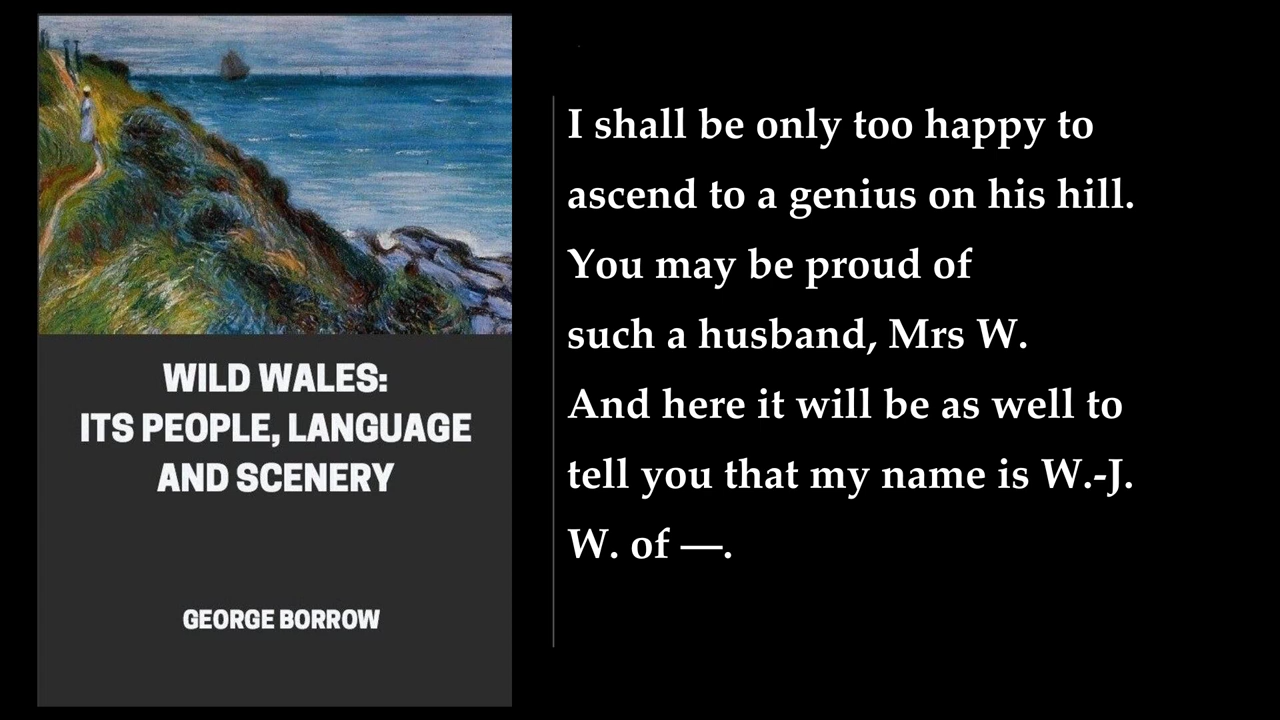 WILD WALES:
ITS PEOPLE, LANGUAGE
AND SCENERY
GEORGE BORROW
I shall be only too happy to
ascend to a genius on his hill.
You may be proud of
such a husband, Mrs W.
And here it will be as well to
tell you that my name is W.-J.
W. of —.